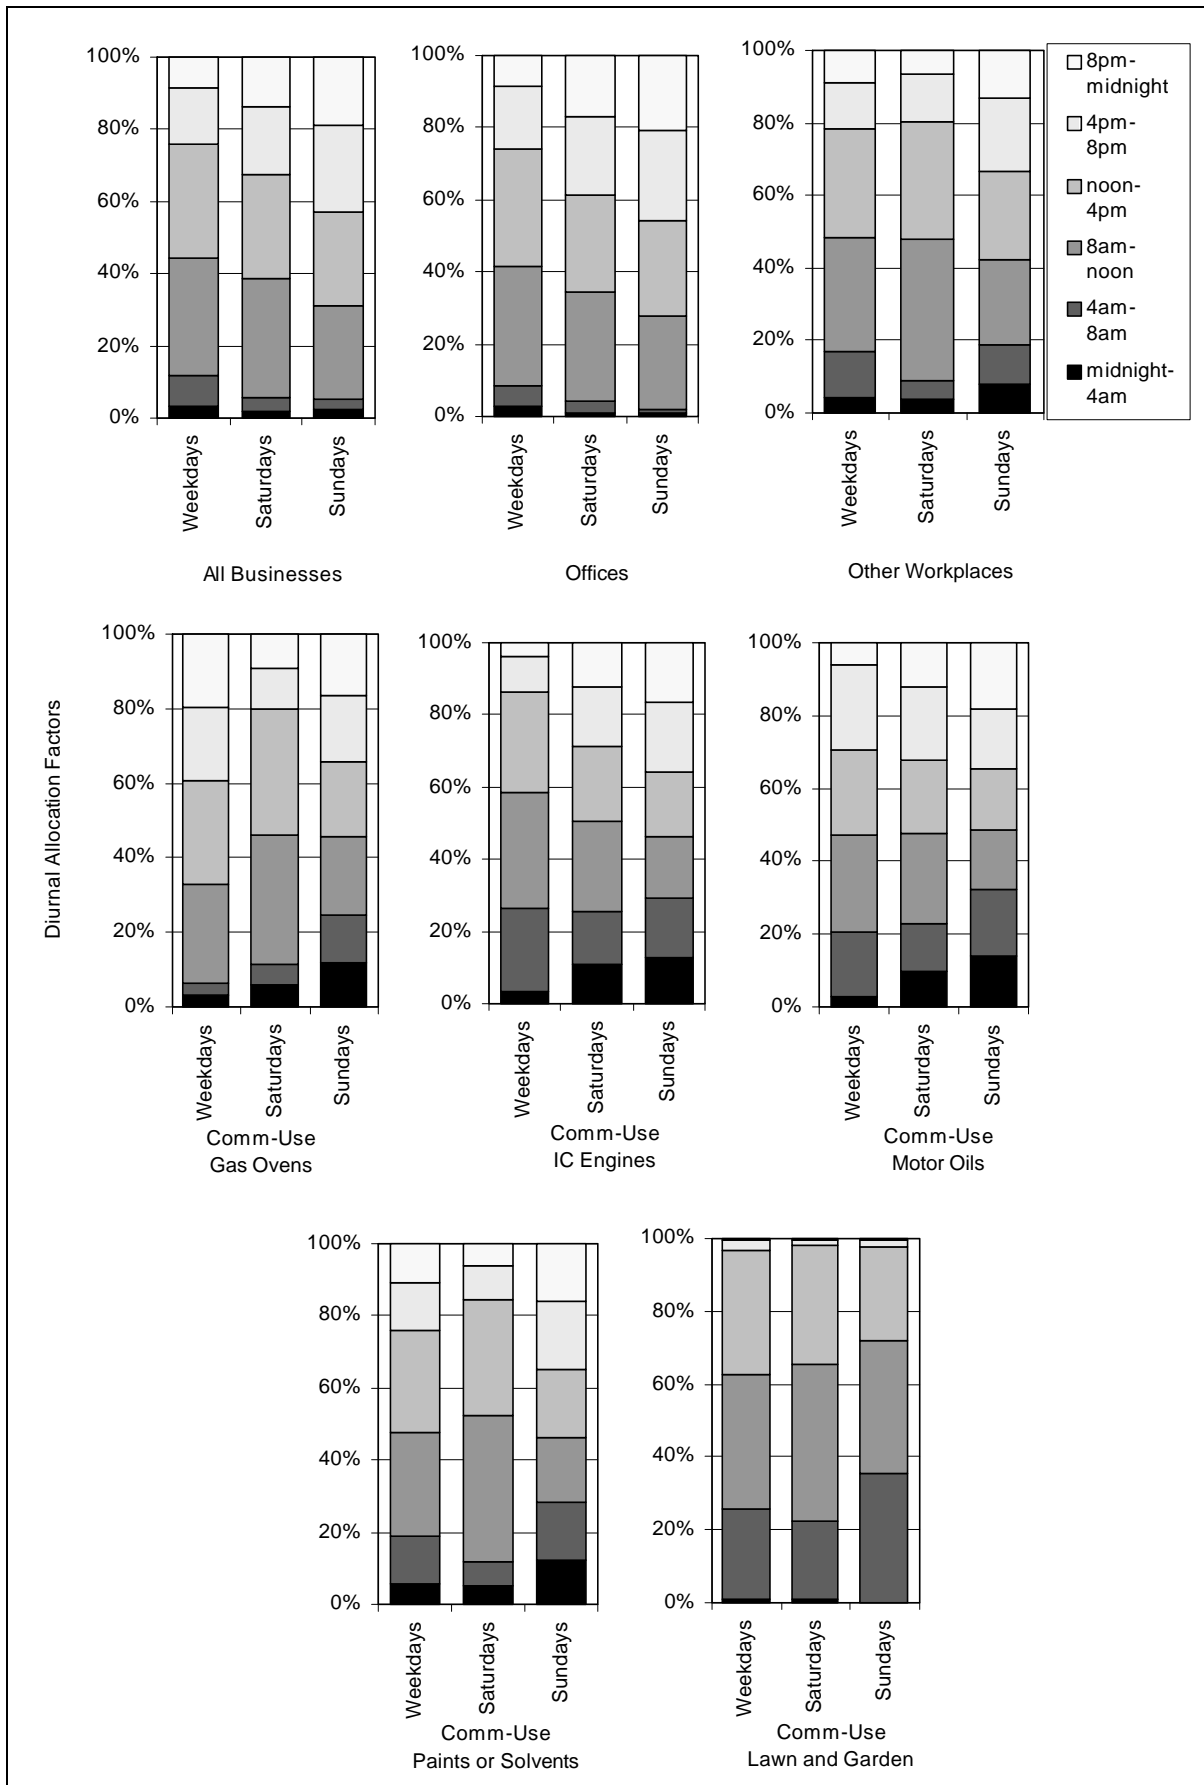 100%
80%
60%
40%
20%
0%
Weekdays
Saturdays
Sundays
All Businesses
100%
80%
60%
40%
20%
0%
Weekdays
Saturdays
Sundays
Offices
100%
80%
60%
40%
20%
0%
Weekdays
Saturdays
Sundays
Other Workplaces
8pm-
midnight
4pm-
8pm
noon-
4pm
8am-
noon
4am-
8am
midnight-
4am
Diurnal Allocation Factors
100%
80%
60%
40%
20%
0%
Weekdays
Saturdays
Sundays
Comm-Use
Gas Ovens
100%
80%
60%
40%
20%
0%
Weekdays
Saturdays
Sundays
Comm-Use
IC Engines
100%
80%
60%
40%
20%
0%
Weekdays
Saturdays
Sundays
Comm-Use
Motor Oils
100%
80%
60%
40%
20%
0%
Weekdays
Saturdays
Sundays
Comm-Use
Paints or Solvents
100%
80%
60%
40%
20%
0%
Weekdays
Saturdays
Sundays
Comm-Use
Lawn and Garden